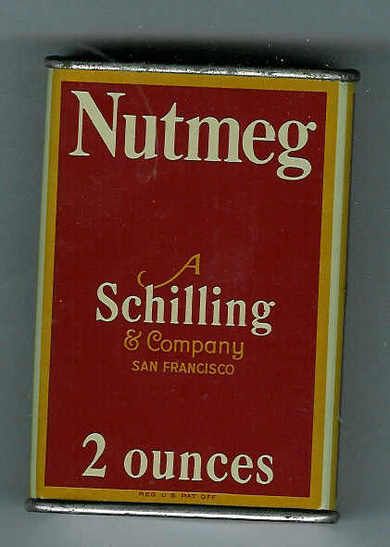 Nutmeg
A
Schilling
& Company
SAN FRANCISCO
2 ounces
REG. U.S. PAT. OFF.